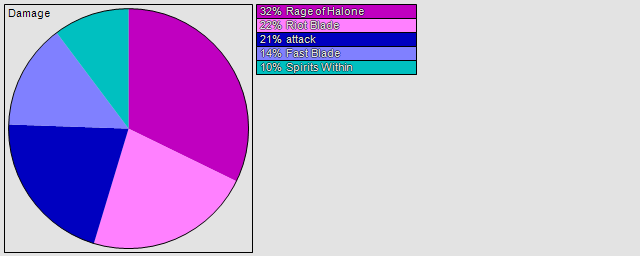 Damage
32% Rage of Halone
22% Riot Blade
21% attack
14% Fast Blade
10% Spirits Within